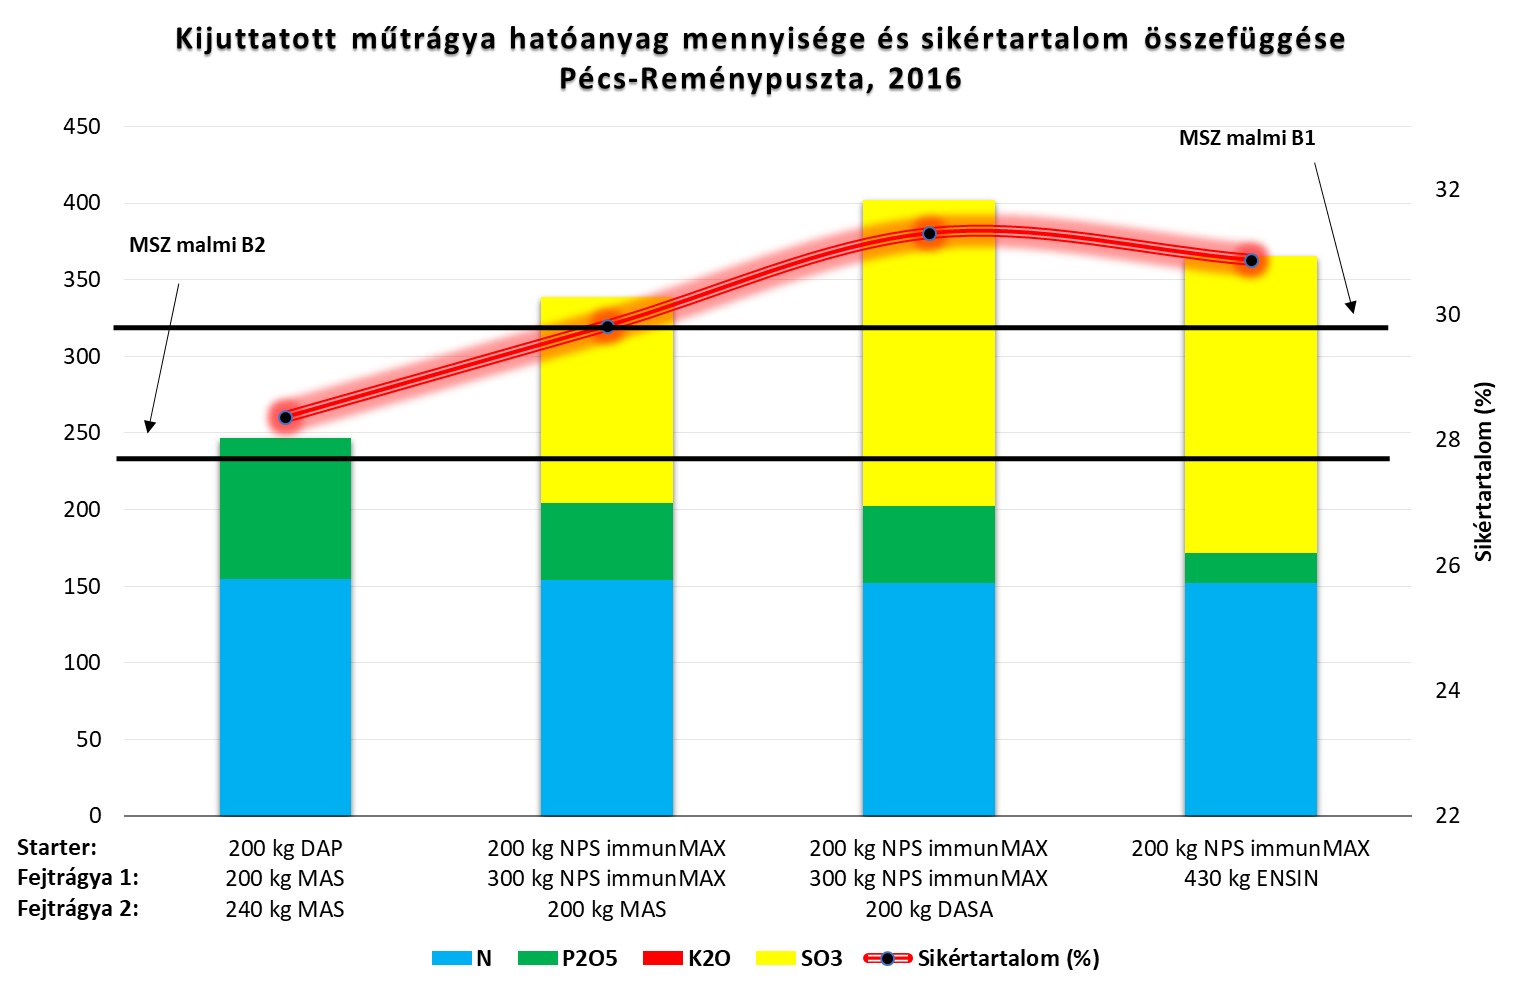 Kijuttatott műtrágya hatóanyag mennyisége és sikértartalom összefüggése
Pécs-Reménypuszta, 2016
450
400
350
300
250
200
150
100
50
0
MSZ malmi B2
MSZ malmi B1
32
30
28
26
24
22
Sikértartalom (%)
Starter: 200 kg DAP 200 kg NPS immunMAX 200 kg NPS immunMAX 200 kg NPS immunMAX
Fejtrágya 1: 200 kg MAS 300 kg NPS immunMAX 300 kg NPS immunMAX 430 kg ENSIN
Fejtrágya 2: 240 kg MAS 200 kg MAS 200 kg DASA
N P2O5 K2O SO3 Sikértartalom (%)